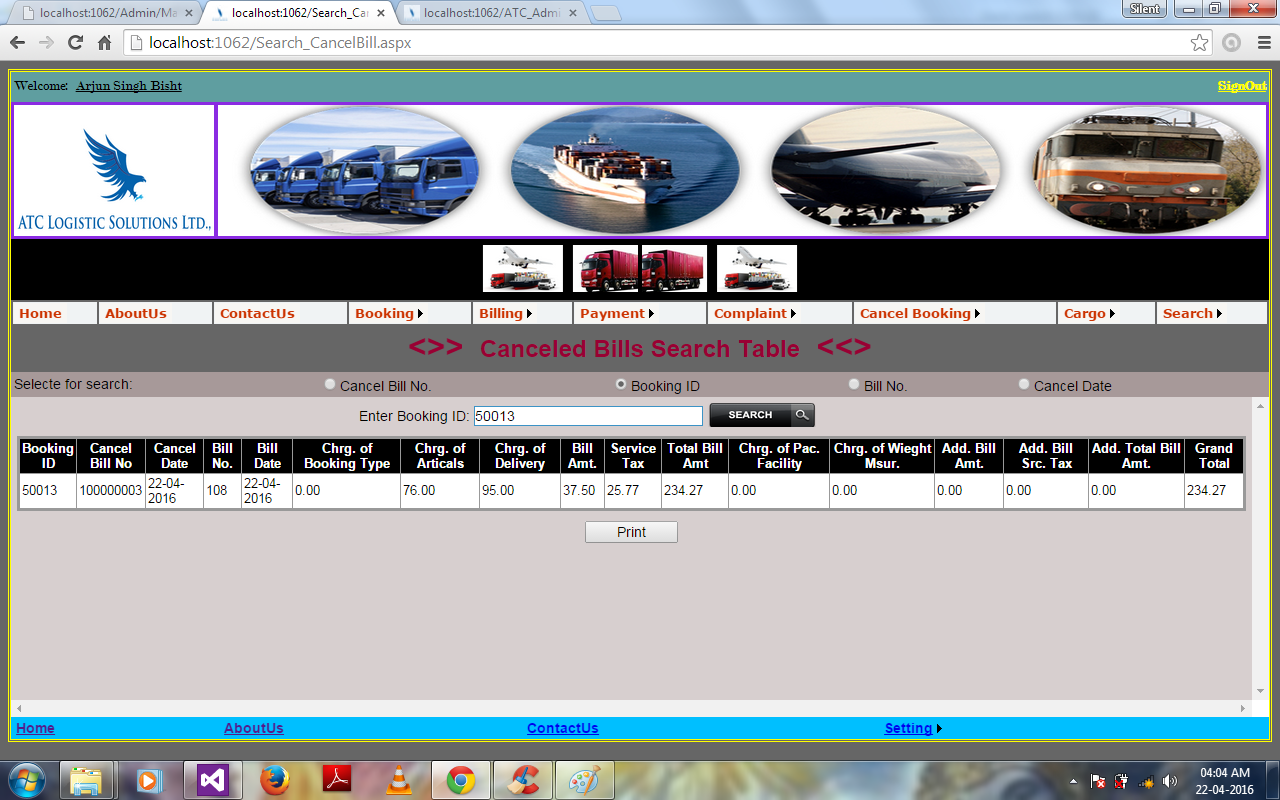 localhost:1062/Admin/Ma
localhost:1062/Search_Car
localhost:1062/ATC_Admi
Silent
localhost:1062/Search_CancelBill.aspx
Welcome: Arjun Singh Bisht
SignOut
ATC LOGISTIC SOLUTIONS LTD.,
Home AboutUs ContactUs Booking Billing Payment Complaint Cancel Booking Cargo Search
<>> Canceled Bills Search Table <<>
Selecte for search: Cancel Bill No. Booking ID Bill No. Cancel Date
Enter Booking ID: 50013 SEARCH
Booking ID Cancel Bill No Cancel Date Bill No. Bill Date Chrg. of Booking Type Chrg. of Articals Chrg. of Delivery Bill Amt. Service Tax Total Bill Amt Chrg. of Pac. Facility Chrg. of Wieght Msur. Add. Bill Amt. Add. Bill Src. Tax Add. Total Bill Amt. Grand Total
50013 100000003 22-04-2016 108 22-04-2016 0.00 76.00 95.00 37.50 25.77 234.27 0.00 0.00 0.00 0.00 0.00 234.27
Print
Home AboutUs ContactUs Setting
04:04 AM
22-04-2016